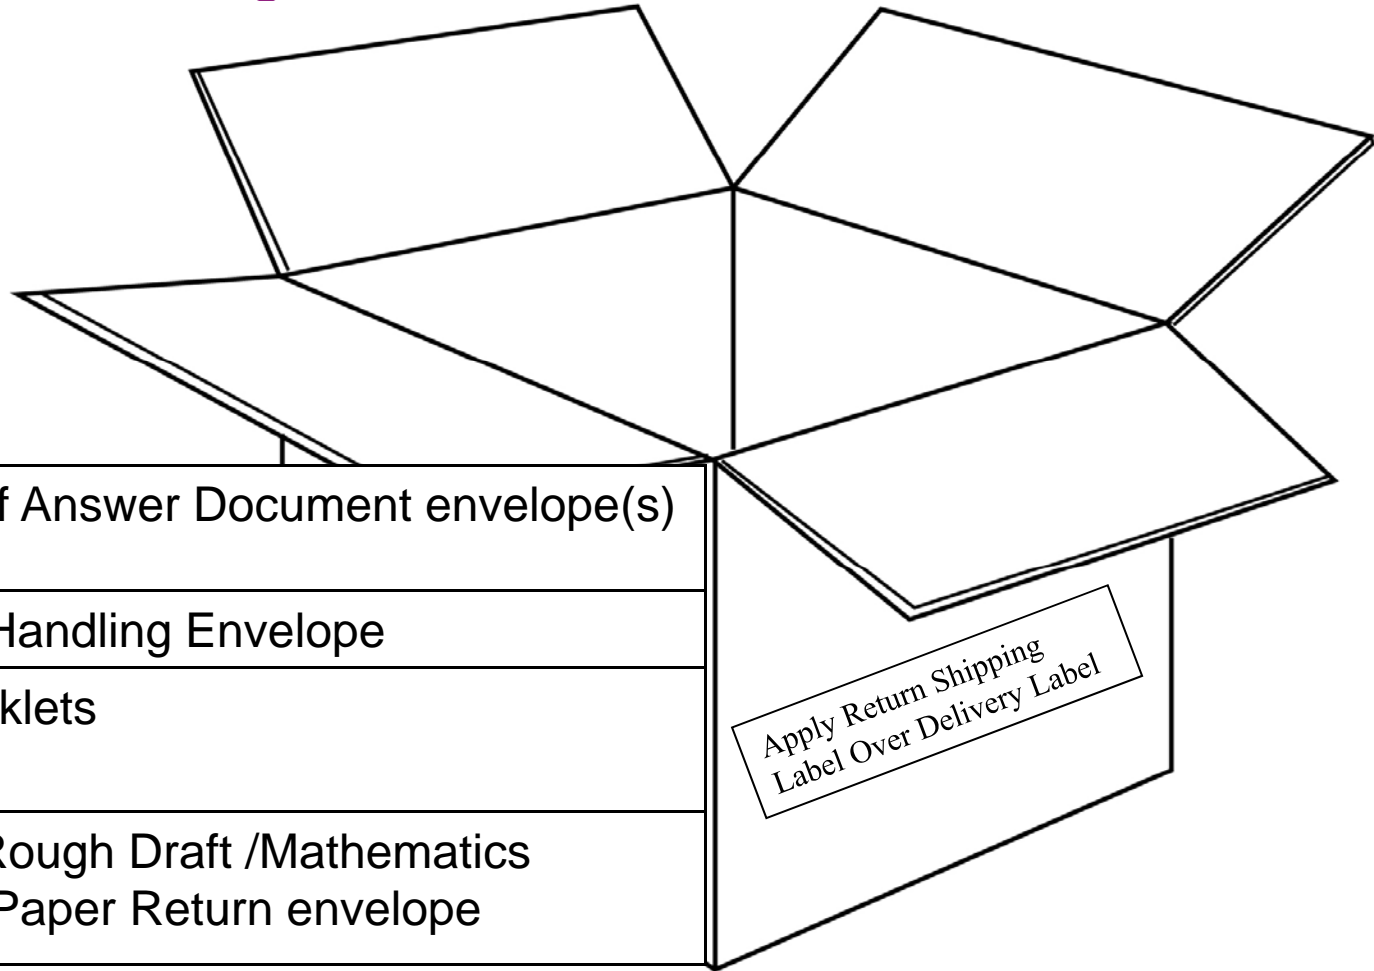 f Answer Document envelope(s)
Handling Envelope
klets
Rough Draft /Mathematics
Paper Return envelope
Apply Return Shipping
Label Over Delivery Label